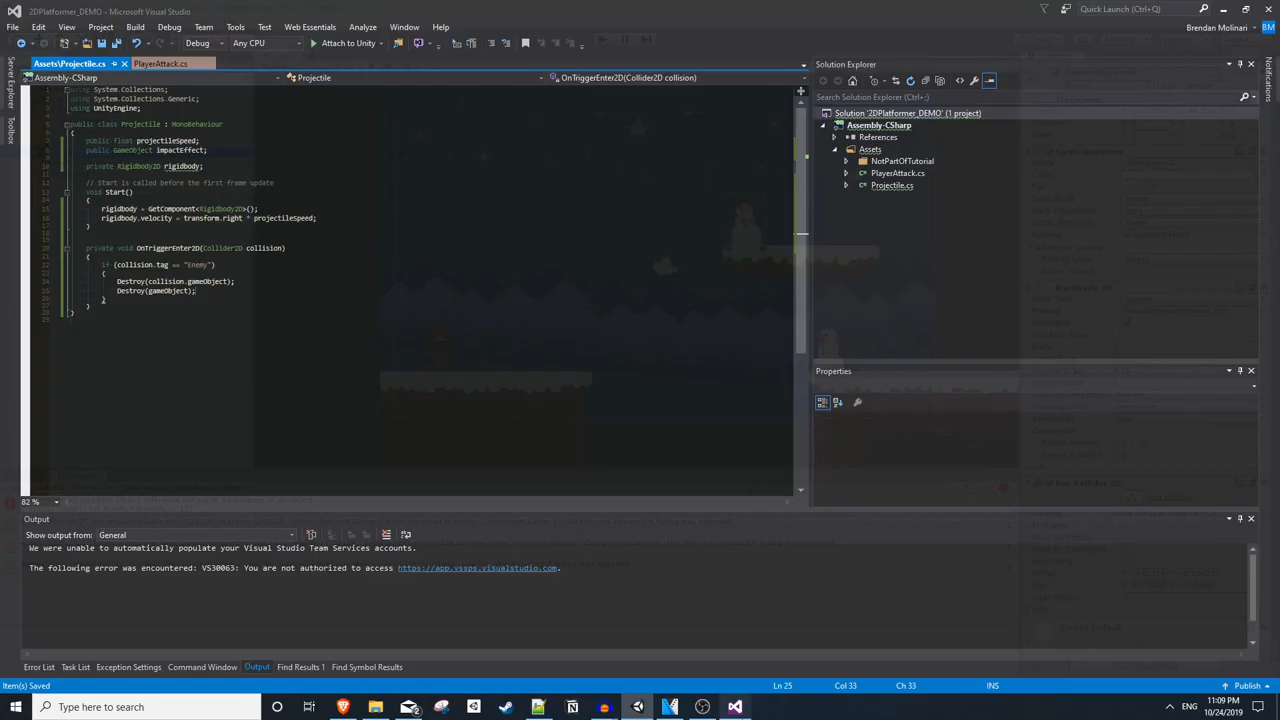 2DPlatformer_DEMO - Microsoft Visual Studio
Quick Launch (Ctrl+Q)
File Edit View Project Build Debug Team Tools Test Web Essentials Analyze Window Help
Brendan Molinari BM
Debug Any CPU Attach to Unity
Server Explorer
Toolbox
Notifications
Assets\Projectile.cs PlayerAttack.cs
Assembly-CSharp Projectile OnTriggerEnter2D(Collider2D collision)
using System.Collections;
using System.Collections.Generic;
using UnityEngine;
public class Projectile : MonoBehaviour
{
public float projectileSpeed;
public GameObject impactEffect;
private Rigidbody2D rigidbody;
// Start is called before the first frame update
void Start()
{
rigidbody = GetComponent<Rigidbody2D>();
rigidbody.velocity = transform.right * projectileSpeed;
}
private void OnTriggerEnter2D(Collider2D collision)
{
if (collision.tag == "Enemy")
{
Destroy(collision.gameObject);
Destroy(gameObject);
}
}
}
82 %
Solution Explorer
Search Solution Explorer (Ctrl+;)
Solution '2DPlatformer_DEMO' (1 project)
Assembly-CSharp
References
Assets
NotPartOfTutorial
PlayerAttack.cs
Projectile.cs
Properties
Output
Show output from: General
We were unable to automatically populate your Visual Studio Team Services accounts.
The following error was encountered: VS30063: You are not authorized to access https://app.vssps.visualstudio.com.
Error List Task List Exception Settings Command Window Output Find Results 1 Find Symbol Results
Item(s) Saved Ln 25 Col 33 Ch 33 INS Publish
Type here to search
ENG
11:09 PM
10/24/2019